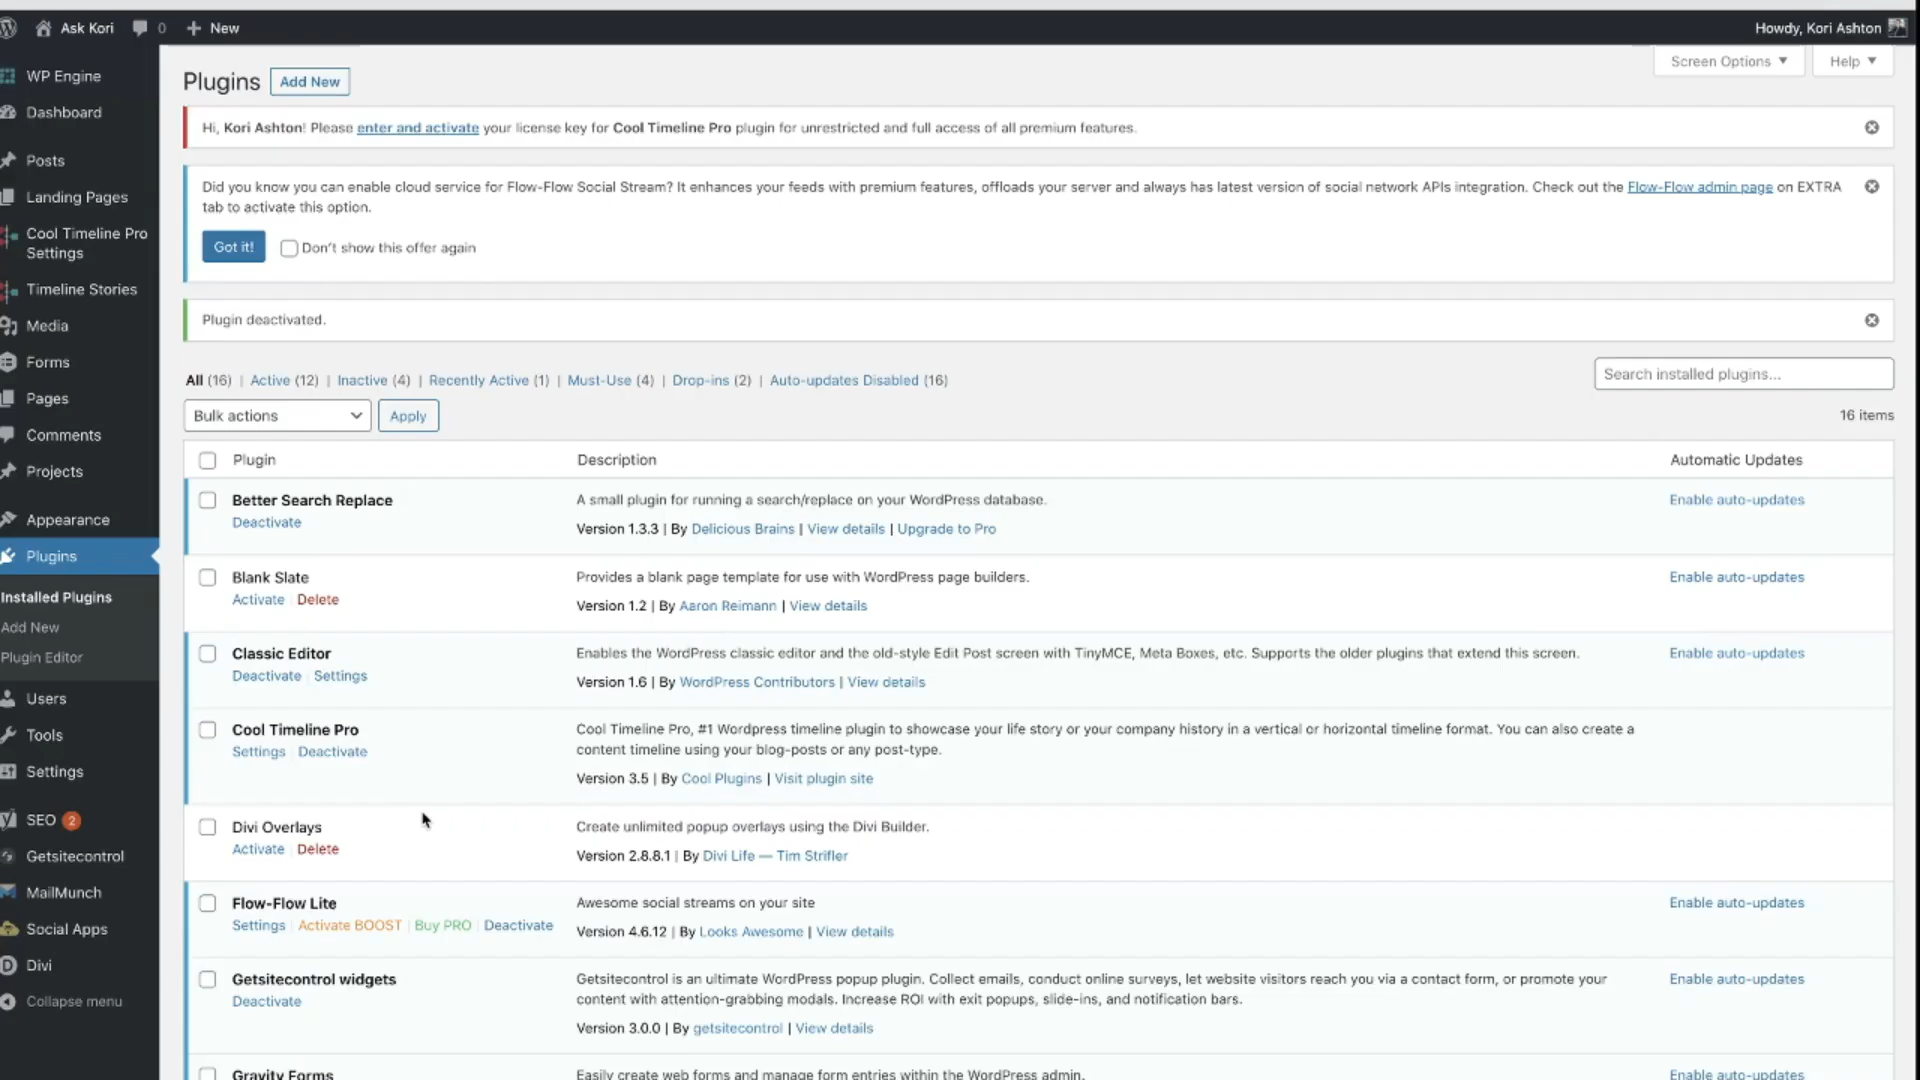 Ask Kori 0 New Howdy, Kori Ashton
WP Engine
Dashboard
Posts
Landing Pages
Cool Timeline Pro
Settings
Timeline Stories
Media
Forms
Pages
Comments
Projects
Appearance
Plugins
Installed Plugins
Add New
Plugin Editor
Users
Tools
Settings
SEO 2
Getsitecontrol
MailMunch
Social Apps
Divi
Collapse menu
Screen Options Help
Plugins Add New
Hi, Kori Ashton! Please enter and activate your license key for Cool Timeline Pro plugin for unrestricted and full access of all premium features.
Did you know you can enable cloud service for Flow-Flow Social Stream? It enhances your feeds with premium features, offloads your server and always has latest version of social network APIs integration. Check out the Flow-Flow admin page on EXTRA
tab to activate this option.
Got it! Don't show this offer again
Plugin deactivated.
All (16) | Active (12) | Inactive (4) | Recently Active (1) | Must-Use (4) | Drop-ins (2) | Auto-updates Disabled (16)
Search installed plugins...
Bulk actions Apply 16 items
Plugin Description Automatic Updates
Better Search Replace A small plugin for running a search/replace on your WordPress database. Enable auto-updates
Deactivate Version 1.3.3 | By Delicious Brains | View details | Upgrade to Pro
Blank Slate Provides a blank page template for use with WordPress page builders. Enable auto-updates
Activate | Delete Version 1.2 | By Aaron Reimann | View details
Classic Editor Enables the WordPress classic editor and the old-style Edit Post screen with TinyMCE, Meta Boxes, etc. Supports the older plugins that extend this screen. Enable auto-updates
Deactivate | Settings Version 1.6 | By WordPress Contributors | View details
Cool Timeline Pro Cool Timeline Pro, #1 Wordpress timeline plugin to showcase your life story or your company history in a vertical or horizontal timeline format. You can also create a
Settings | Deactivate content timeline using your blog-posts or any post-type.
Version 3.5 | By Cool Plugins | Visit plugin site
Divi Overlays Create unlimited popup overlays using the Divi Builder.
Activate | Delete Version 2.8.8.1 | By Divi Life — Tim Strifler
Flow-Flow Lite Awesome social streams on your site Enable auto-updates
Settings | Activate BOOST | Buy PRO | Deactivate Version 4.6.12 | By Looks Awesome | View details
Getsitecontrol widgets Getsitecontrol is an ultimate WordPress popup plugin. Collect emails, conduct online surveys, let website visitors reach you via a contact form, or promote your Enable auto-updates
Deactivate content with attention-grabbing modals. Increase ROI with exit popups, slide-ins, and notification bars.
Version 3.0.0 | By getsitecontrol | View details
Gravity Forms Easily create web forms and manage form entries within the WordPress admin. Enable auto-updates